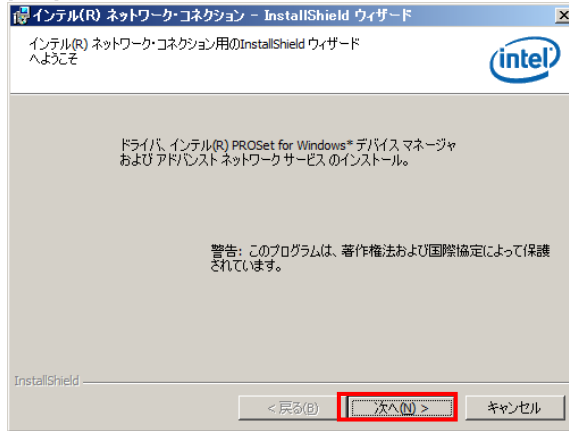 インテル(R) ネットワーク・コネクション - InstallShield ウィザード
インテル(R) ネットワーク・コネクション用のInstallShield ウィザード
へようこそ
intel
ドライバ、インテル(R) PROSet for Windows* デバイス マネージャ
および アドバンスト ネットワーク サービス のインストール。
警告: このプログラムは、著作権法および国際協定によって保護
されています。
InstallShield
< 戻る(B)
次へ(N) >
キャンセル